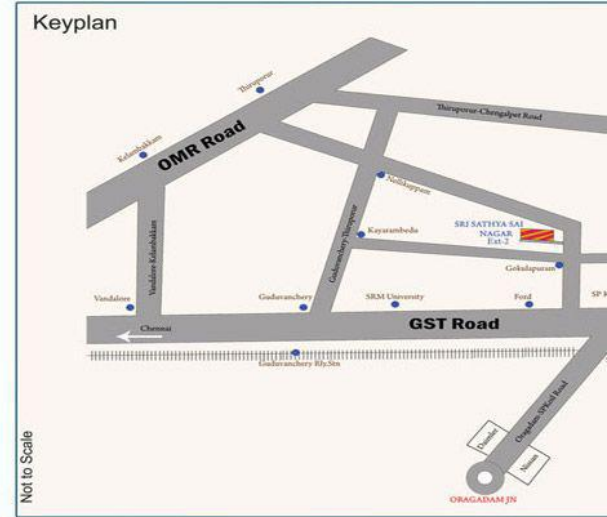 Keyplan
Thiruporur
OMR Road
Kelambakkam
Thiruporur-Chengalpet Road
Nellikuppam
Guduvanchery-Thiruporur
Vandalore-Kelambakkam
Kayarambedu
SRI SATHYA SAI
NAGAR
Ext-2
Gokulapuram
Vandalore
Guduvanchery
SRM University
Ford
SP K
Chennai
GST Road
Guduvanchery Rly.Stn
Oragadam-SPKoil Road
Daimler
Nissan
ORAGADAM JN
Not to Scale